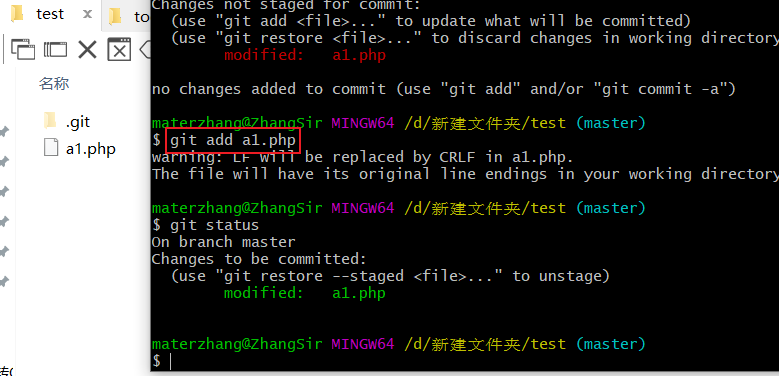 test
to
名称
.git
a1.php
Changes not staged for commit:
(use "git add <file>..." to update what will be committed)
(use "git restore <file>..." to discard changes in working directory
modified: a1.php
no changes added to commit (use "git add" and/or "git commit -a")
materzhang@ZhangSir MINGW64 /d/新建文件夹/test (master)
$ git add a1.php
warning: LF will be replaced by CRLF in a1.php.
The file will have its original line endings in your working directory
materzhang@ZhangSir MINGW64 /d/新建文件夹/test (master)
$ git status
On branch master
Changes to be committed:
(use "git restore --staged <file>..." to unstage)
modified: a1.php
materzhang@ZhangSir MINGW64 /d/新建文件夹/test (master)
$